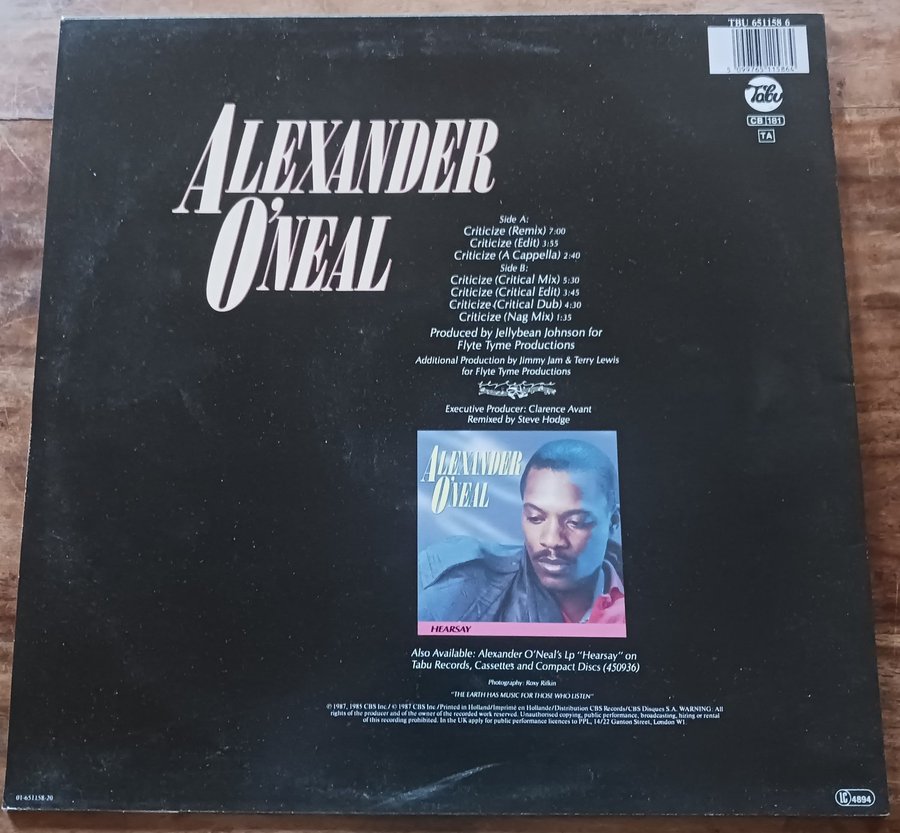 TBU 651158 6
5 099765 115864
Tabu
CB 181
TA
ALEXANDER
O'NEAL
Side A:
Criticize (Remix) 7:00
Criticize (Edit) 3:55
Criticize (A Cappella) 2:40
Side B:
Criticize (Critical Mix) 5:30
Criticize (Critical Edit) 3:45
Criticize (Critical Dub) 4:30
Criticize (Nag Mix) 1:35
Produced by Jellybean Johnson for
Flyte Tyme Productions
Additional Production by Jimmy Jam & Terry Lewis
for Flyte Tyme Productions
flyte tyme
Executive Producer: Clarence Avant
Remixed by Steve Hodge
ALEXANDER
O'NEAL
HEARSAY
Also Available: Alexander O'Neal's Lp "Hearsay" on
Tabu Records, Cassettes and Compact Discs (450936)
Photography: Rosy Rifkin
"THE EARTH HAS MUSIC FOR THOSE WHO LISTEN"
℗ 1987, 1985 CBS Inc / © 1987 CBS Inc / Printed in Holland / Imprimé en Hollande / Distribution CBS Records/CBS Disques S.A. WARNING: All
rights of the producer and of the owner of the recorded work reserved. Unauthorised copying, public performance, broadcasting, hiring or rental
of this recording prohibited. In the UK apply for public performance licences to PPL, 14/22 Ganton Street, London W1.
01-651158-20
LC 4894